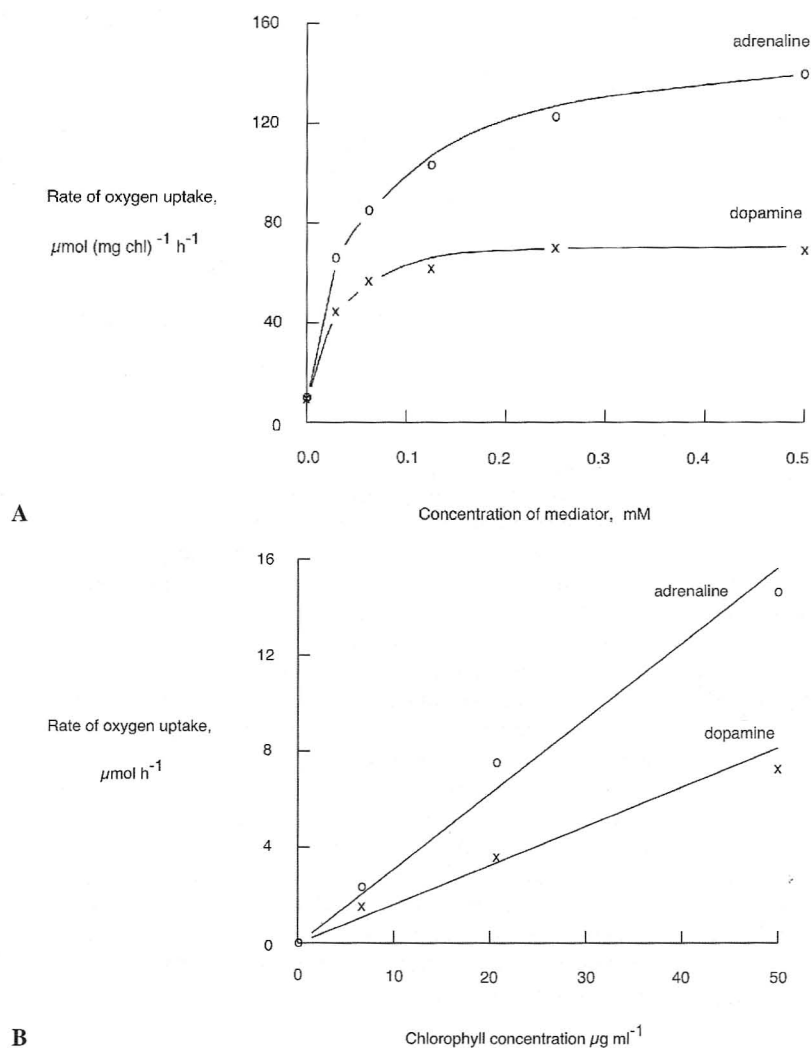 160
adrenaline
120
Rate of oxygen uptake,
80
dopamine
µmol (mg chl) -1 h-1
40
0
0.0 0.1 0.2 0.3 0.4 0.5
A
Concentration of mediator, mM
16
adrenaline
12
Rate of oxygen uptake,
8
dopamine
µmol h-1
4
0
0 10 20 30 40 50
B
Chlorophyll concentration µg ml-1